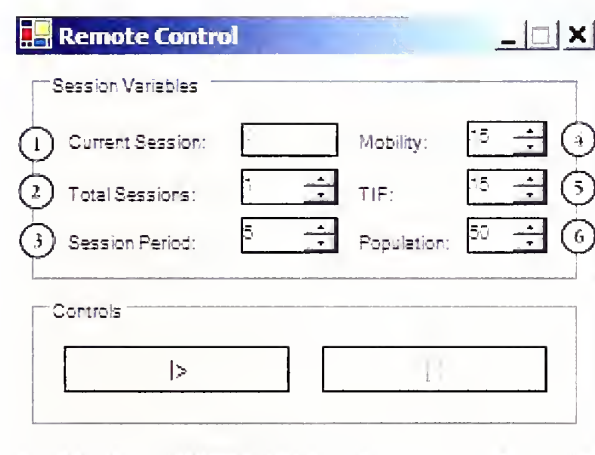 Remote Control
Session Variables
1 Current Session: Mobility: 15 4
2 Total Sessions: 1 TIF: 15 5
3 Session Period: 5 Population: 50 6
Controls
|> ||